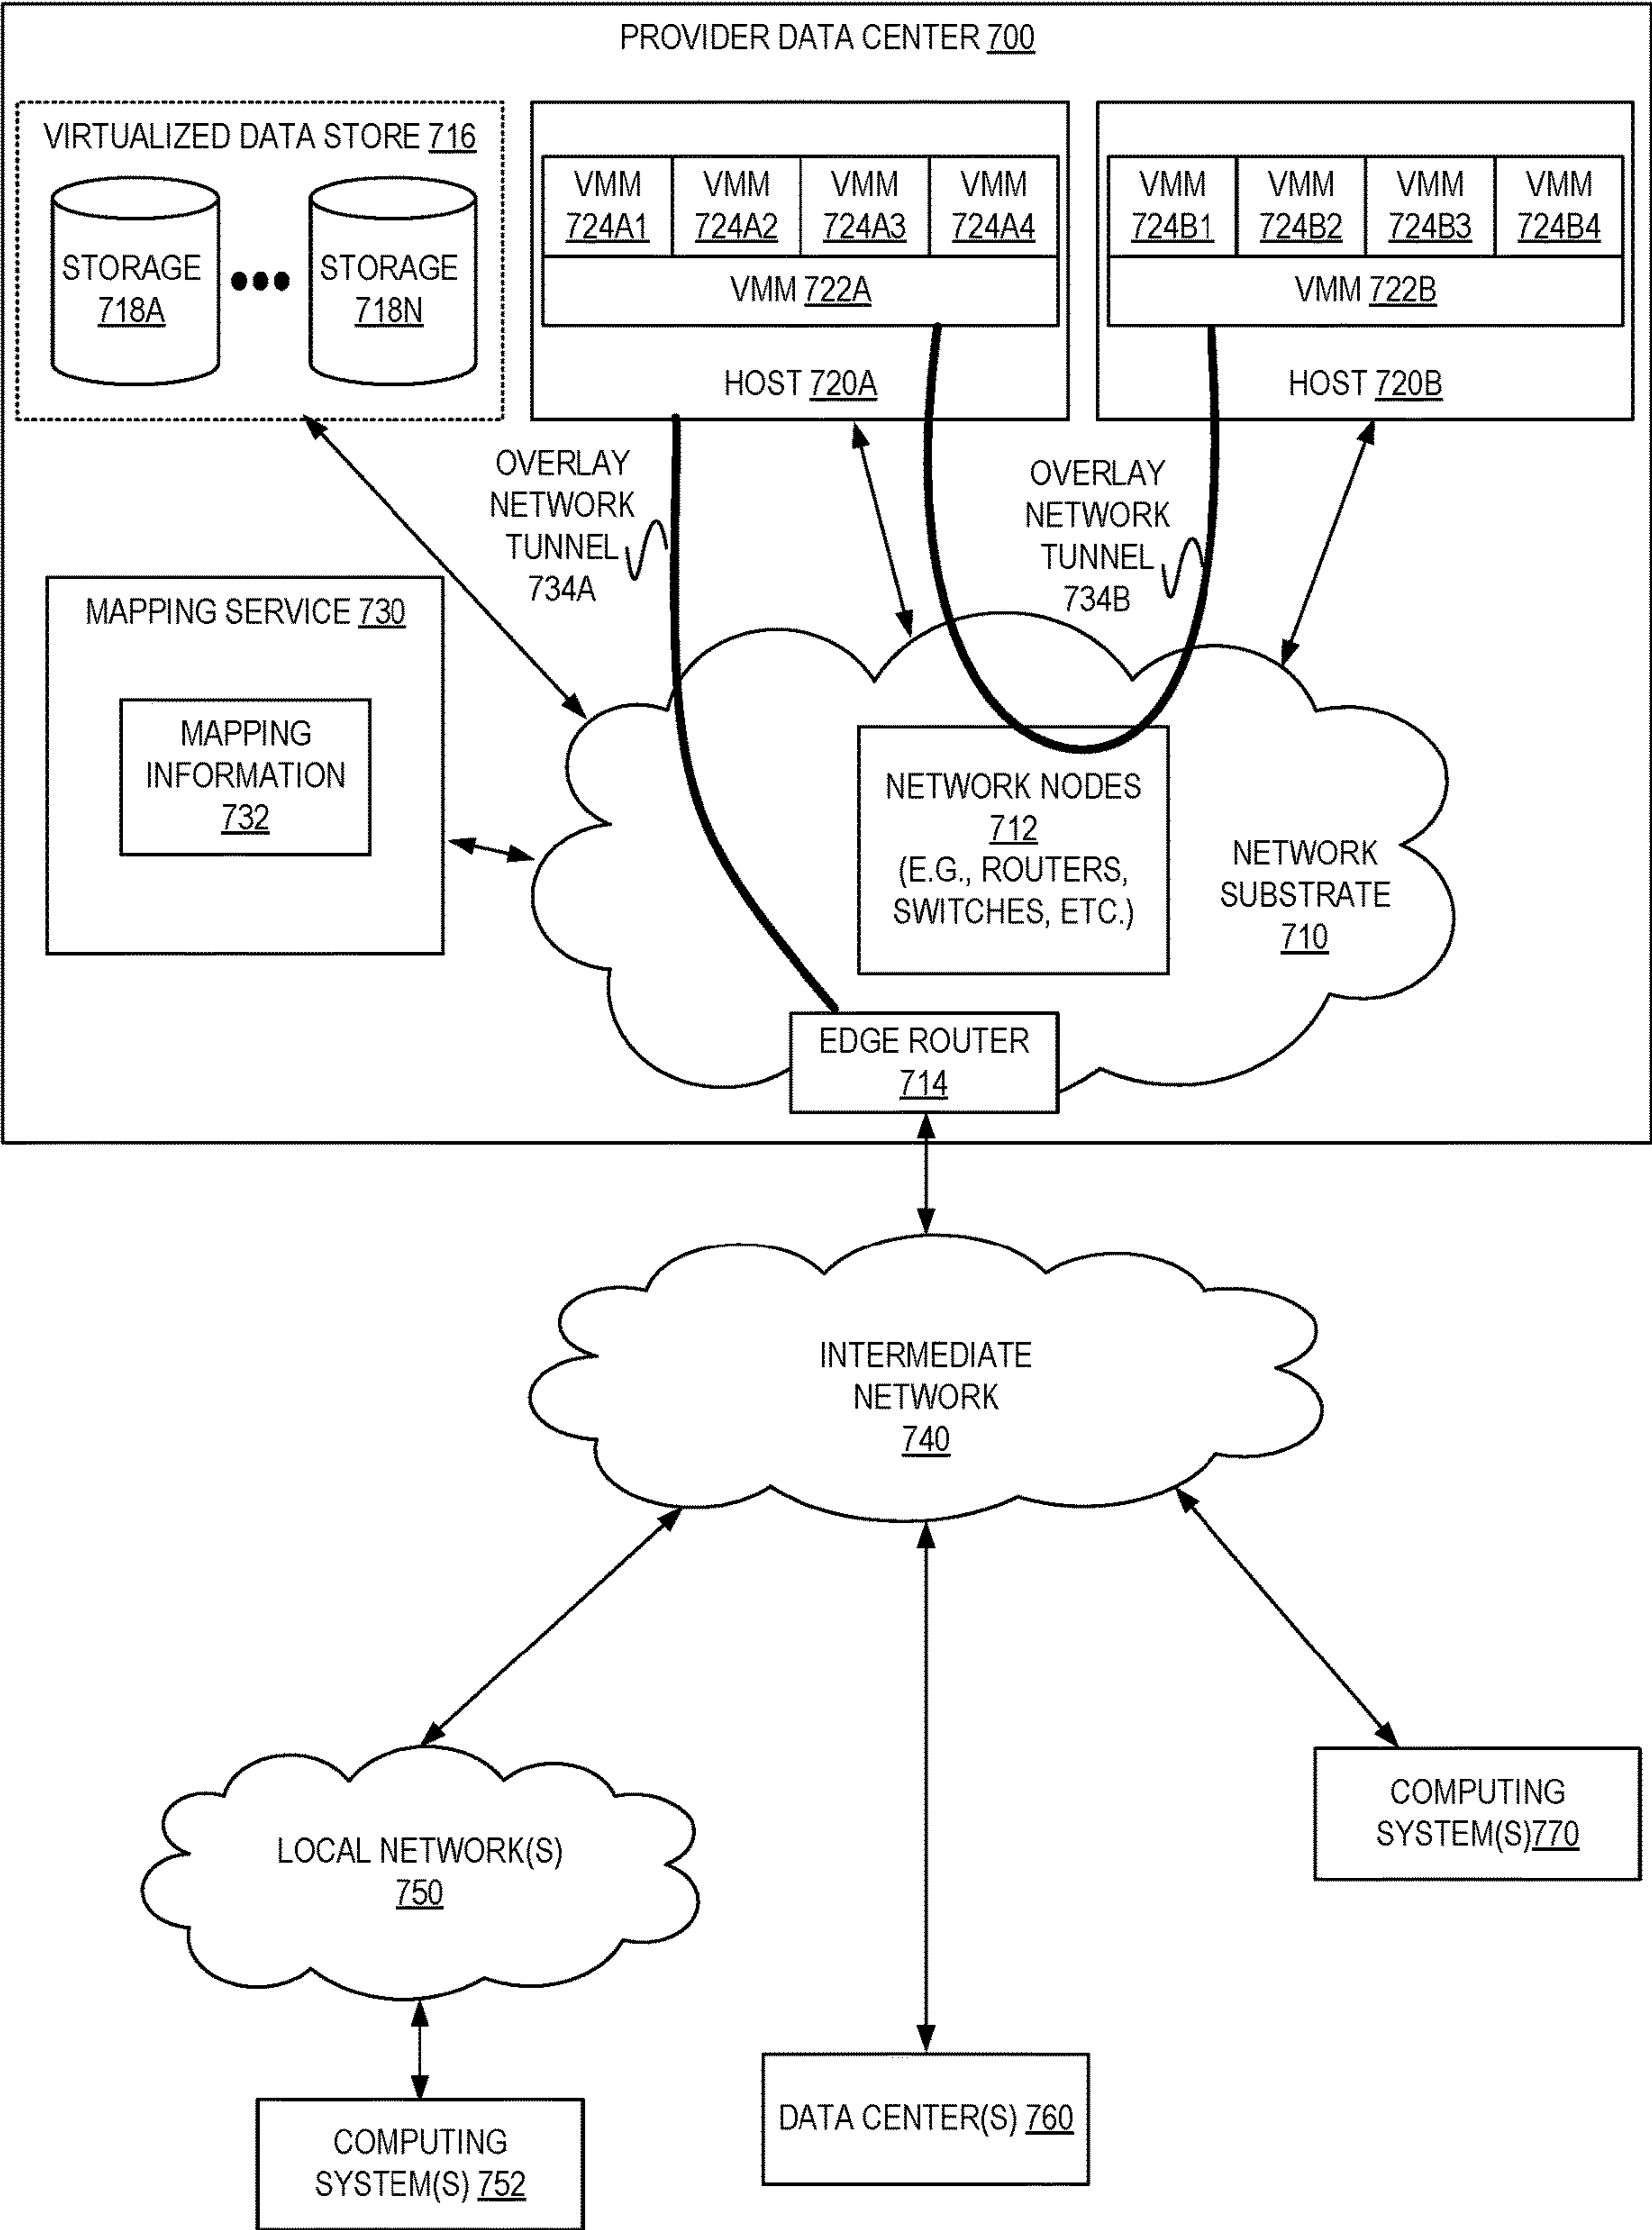 PROVIDER DATA CENTER 700
VIRTUALIZED DATA STORE 716
STORAGE
718A
STORAGE
718N
VMM
724A1
VMM
724A2
VMM
724A3
VMM
724A4
VMM 722A
HOST 720A
VMM
724B1
VMM
724B2
VMM
724B3
VMM
724B4
VMM 722B
HOST 720B
OVERLAY
NETWORK
TUNNEL
734A
OVERLAY
NETWORK
TUNNEL
734B
MAPPING SERVICE 730
MAPPING
INFORMATION
732
NETWORK NODES
712
(E.G., ROUTERS,
SWITCHES, ETC.)
NETWORK
SUBSTRATE
710
EDGE ROUTER
714
INTERMEDIATE
NETWORK
740
LOCAL NETWORK(S)
750
COMPUTING
SYSTEM(S)770
DATA CENTER(S) 760
COMPUTING
SYSTEM(S) 752